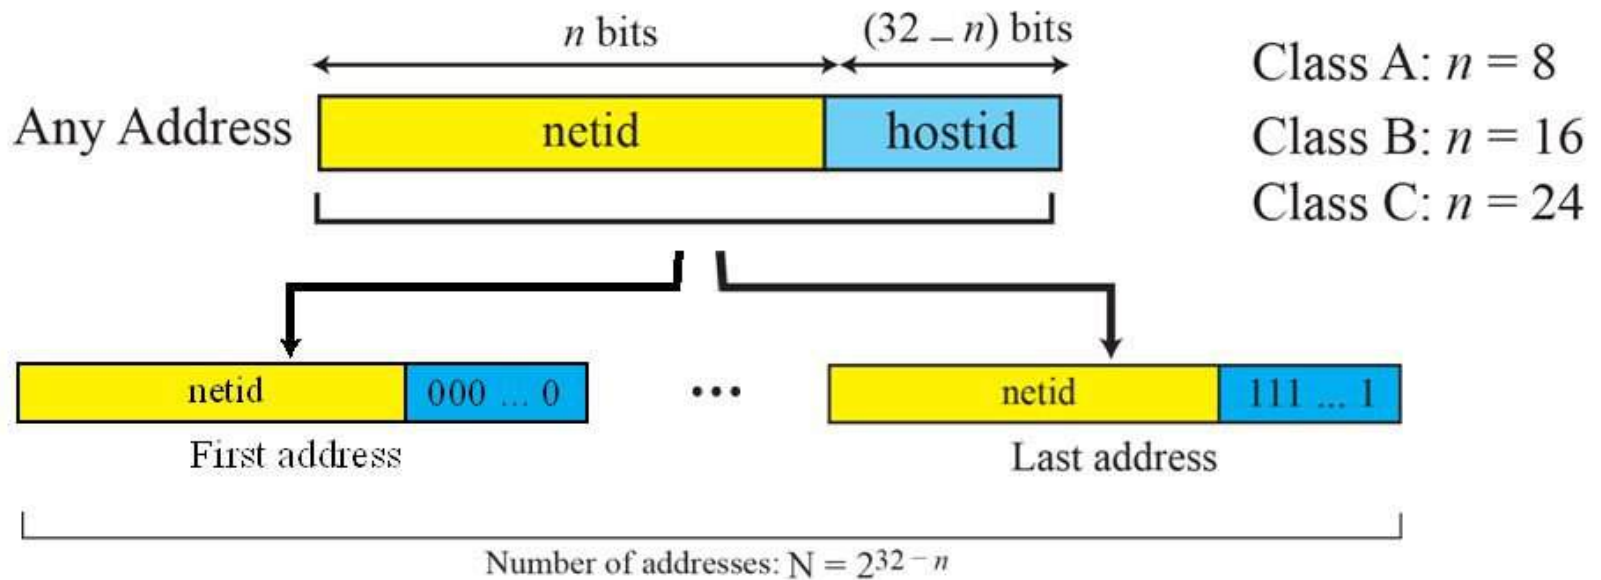 n bits
(32 – n) bits
Any Address
netid
hostid
Class A: n = 8
Class B: n = 16
Class C: n = 24
netid
000 ... 0
...
netid
111 ... 1
First address
Last address
Number of addresses: N = 2^{32 – n}